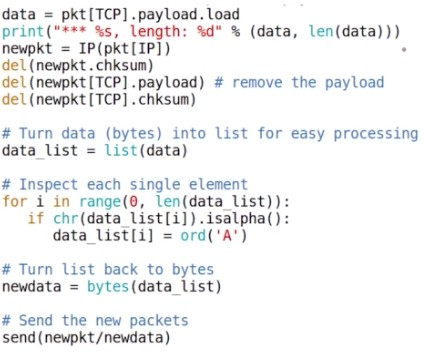 data = pkt[TCP].payload.load
print("*** %s, length: %d" % (data, len(data)))
newpkt = IP(pkt[IP])
del(newpkt.chksum)
del(newpkt[TCP].payload) # remove the payload
del(newpkt[TCP].chksum)
# Turn data (bytes) into list for easy processing
data_list = list(data)
# Inspect each single element
for i in range(0, len(data_list)):
if chr(data_list[i]).isalpha():
data_list[i] = ord('A')
# Turn list back to bytes
newdata = bytes(data_list)
# Send the new packets
send(newpkt/newdata)